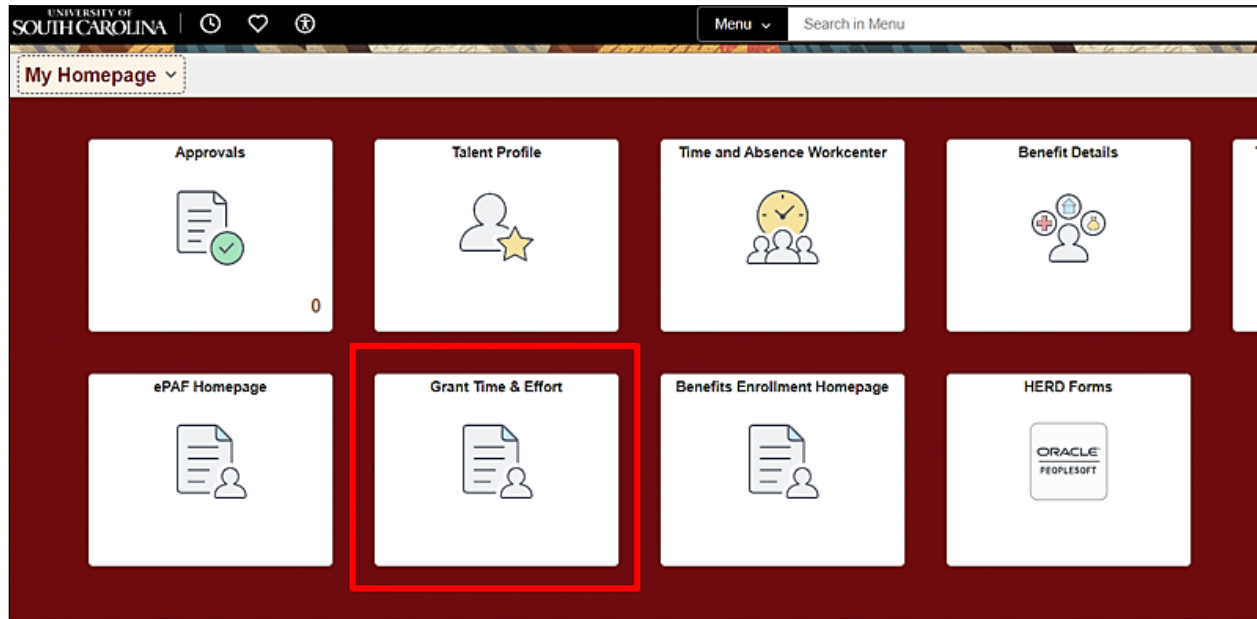 UNIVERSITY OF
SOUTH CAROLINA
Menu
Search in Menu
My Homepage
Approvals
Talent Profile
Time and Absence Workcenter
Benefit Details
0
ePAF Homepage
Grant Time & Effort
Benefits Enrollment Homepage
HERD Forms
ORACLE
PEOPLESOFT